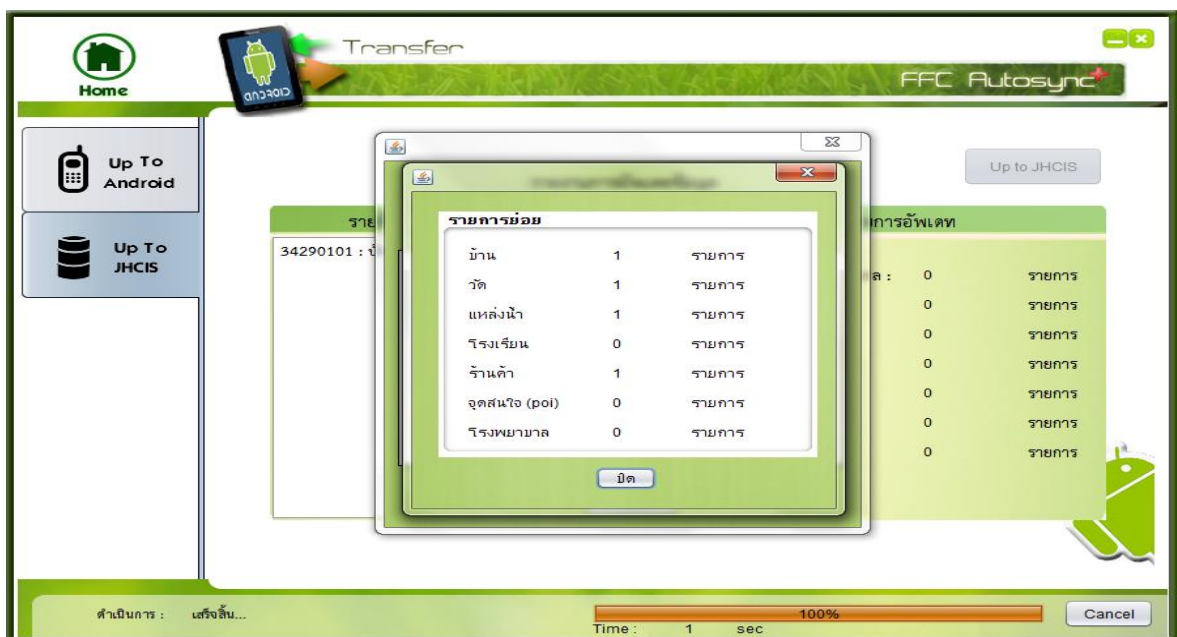 Transfer
Home
ANDROID
FFC Autosync
Up To
Android
Up to JHCIS
Up To
JHCIS
34290101 :
การอัพเดท
รายการย่อย
บ้าน 1 รายการ
วัด 1 รายการ
แหล่งน้ำ 1 รายการ
โรงเรียน 0 รายการ
ร้านค้า 1 รายการ
จุดสนใจ (poi) 0 รายการ
โรงพยาบาล 0 รายการ
ปิด
ล : 0 รายการ
0 รายการ
0 รายการ
0 รายการ
0 รายการ
0 รายการ
0 รายการ
ดำเนินการ : เสร็จสิ้น...
100%
Time : 1 sec
Cancel